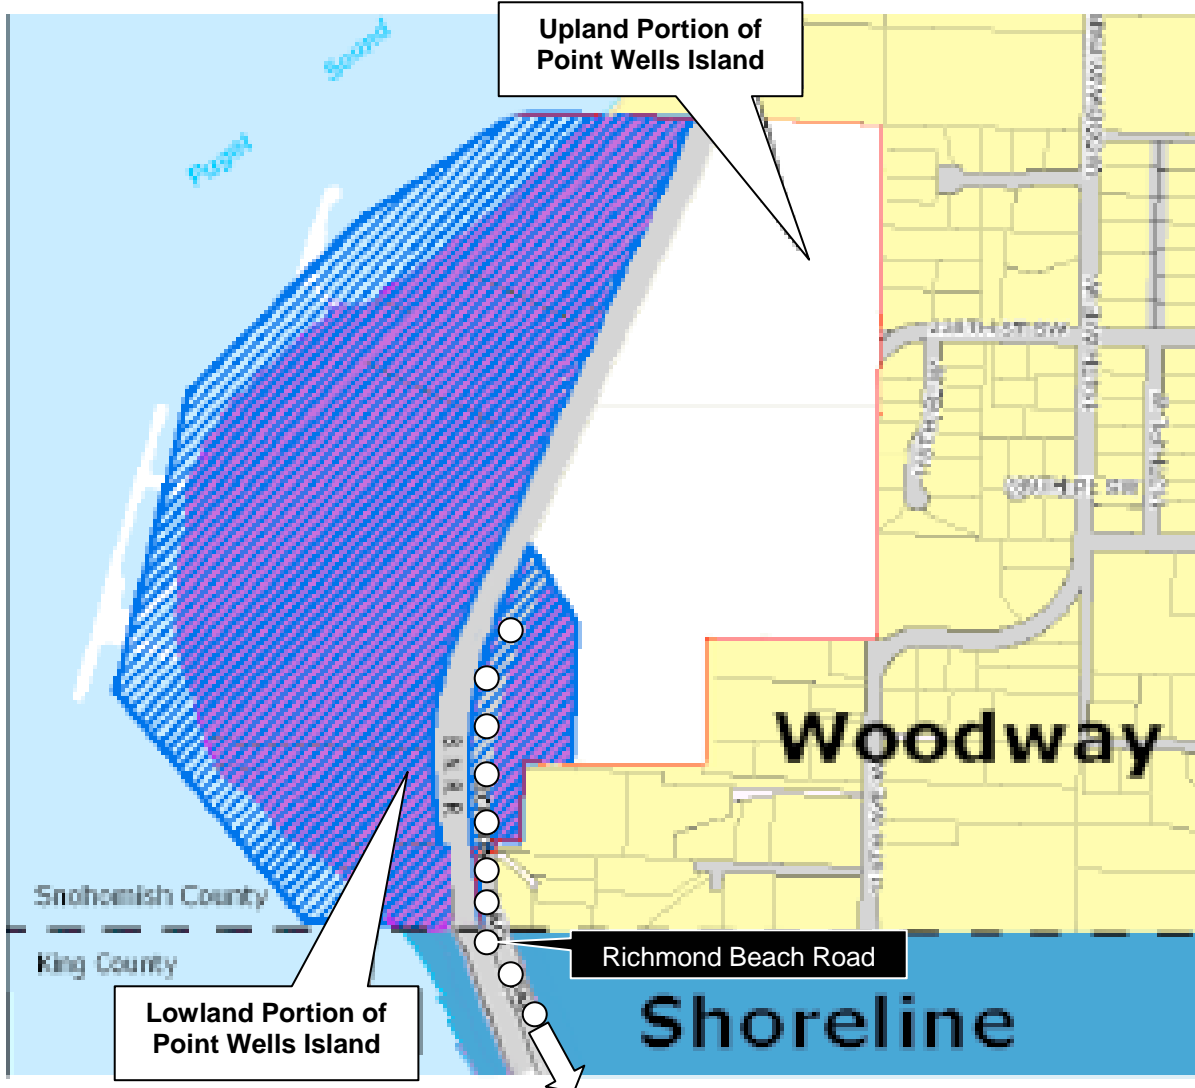 Upland Portion of
Point Wells Island
Sound
Puget
238TH ST SW
Woodway
BNRR
Snohomish County
King County
Richmond Beach Road
Lowland Portion of
Point Wells Island
Shoreline